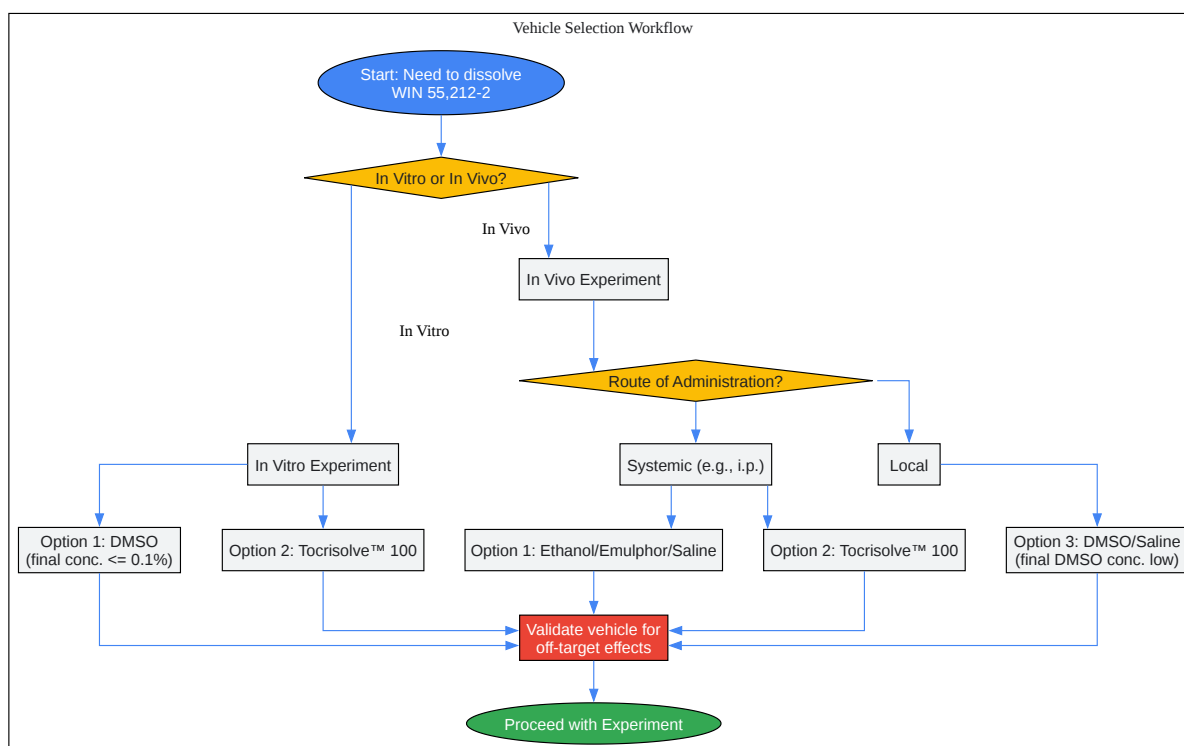 Vehicle Selection Workflow
Start: Need to dissolve
WIN 55,212-2
In Vitro or In Vivo?
In Vivo
In Vivo Experiment
In Vitro
Route of Administration?
In Vitro Experiment
Systemic (e.g., i.p.)
Local
Option 1: DMSO
(final conc. <= 0.1%)
Option 2: Tocrisolve™ 100
Option 1: Ethanol/Emulphor/Saline
Option 2: Tocrisolve™ 100
Option 3: DMSO/Saline
(final DMSO conc. low)
Validate vehicle for
off-target effects
Proceed with Experiment